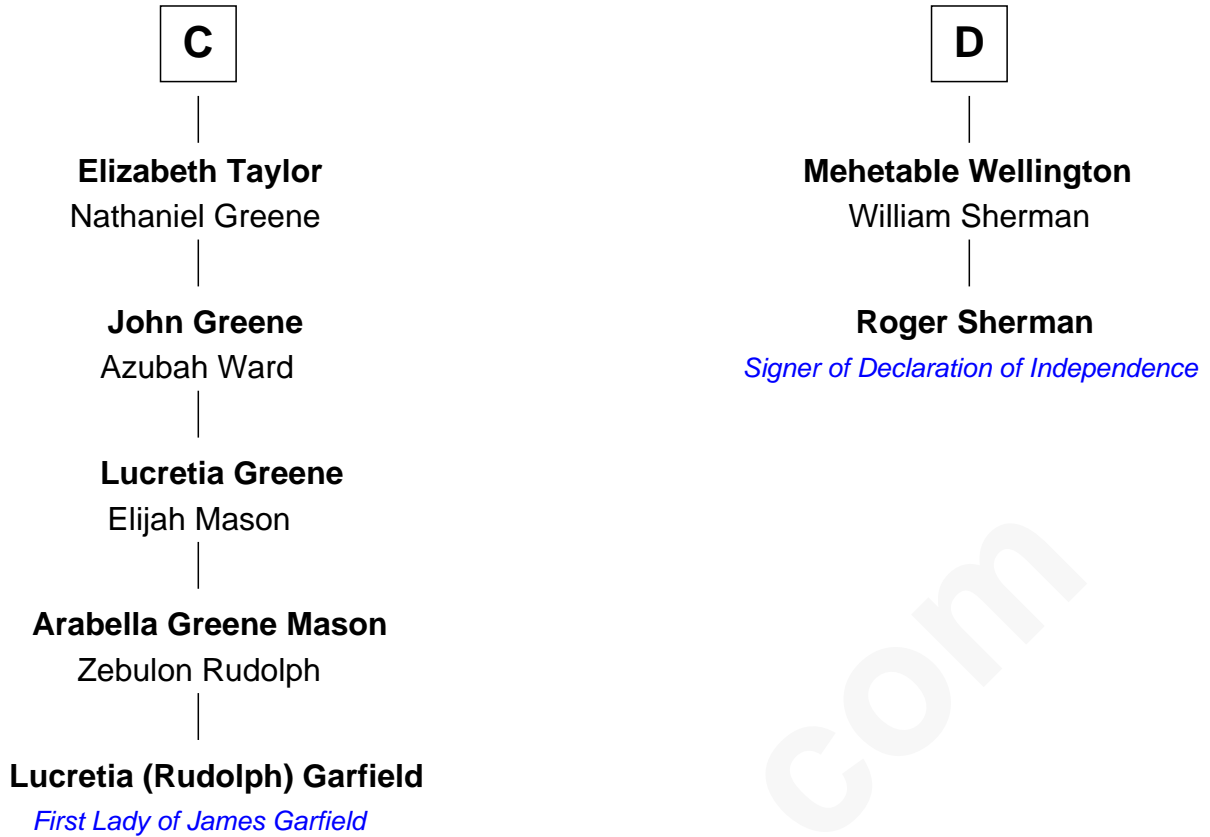 C
Elizabeth Taylor
Nathaniel Greene
John Greene
Azubah Ward
Lucretia Greene
Elijah Mason
Arabella Greene Mason
Zebulon Rudolph
Lucretia (Rudolph) Garfield
First Lady of James Garfield
D
Mehetable Wellington
William Sherman
Roger Sherman
Signer of Declaration of Independence
com